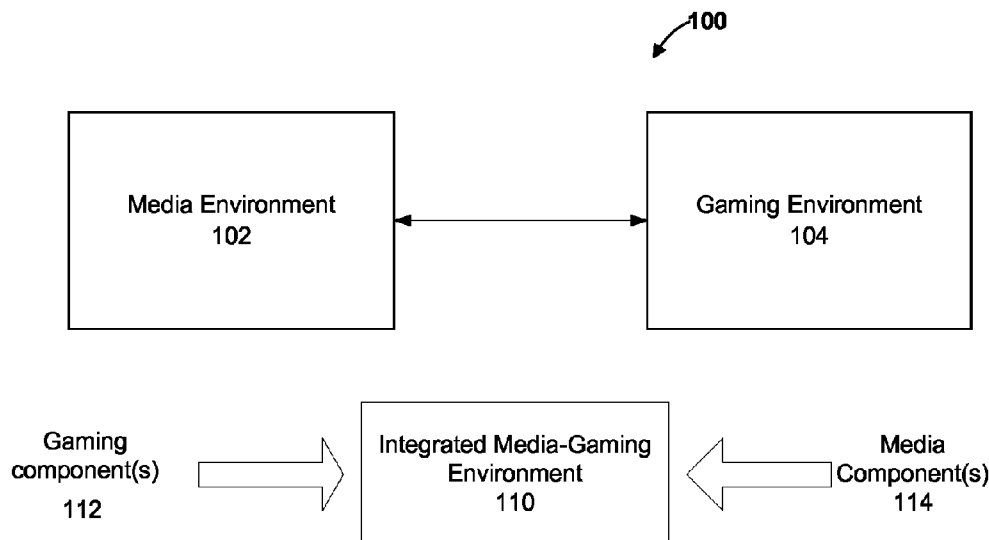 100
Media Environment
102
Gaming Environment
104
Gaming
component(s)
112
Integrated Media-Gaming
Environment
110
Media
Component(s)
114